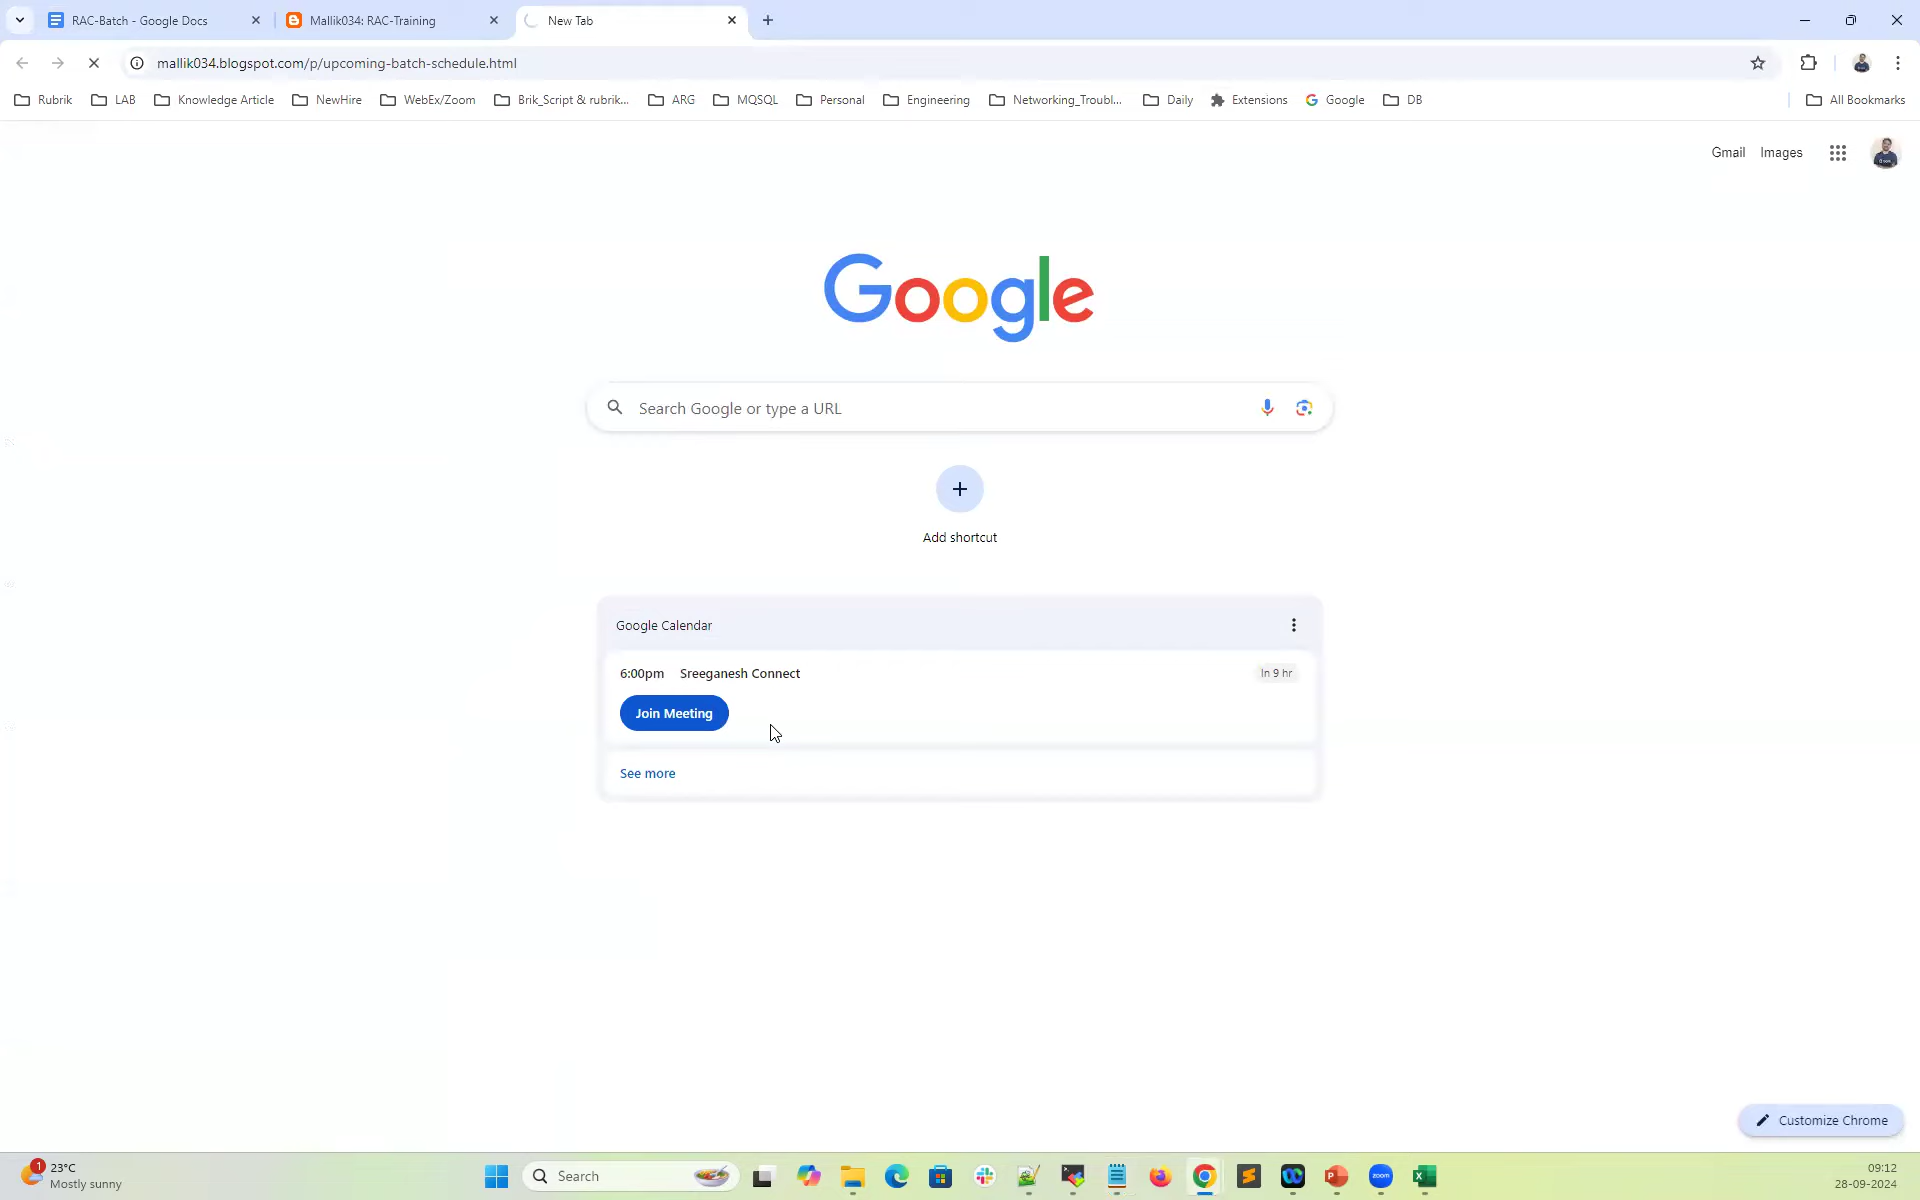 RAC-Batch - Google Docs
Mallik034: RAC-Training
New Tab
mallik034.blogspot.com/p/upcoming-batch-schedule.html
Rubrik
LAB
Knowledge Article
NewHire
WebEx/Zoom
Brik_Script & rubrik...
ARG
MQSQL
Personal
Engineering
Networking_Troubl...
Daily
Extensions
Google
DB
All Bookmarks
Gmail
Images
Google
Search Google or type a URL
Add shortcut
Google Calendar
6:00pm Sreeganesh Connect In 9 hr
Join Meeting
See more
Customize Chrome
1
23°C
Mostly sunny
Search
zoom
09:12
28-09-2024